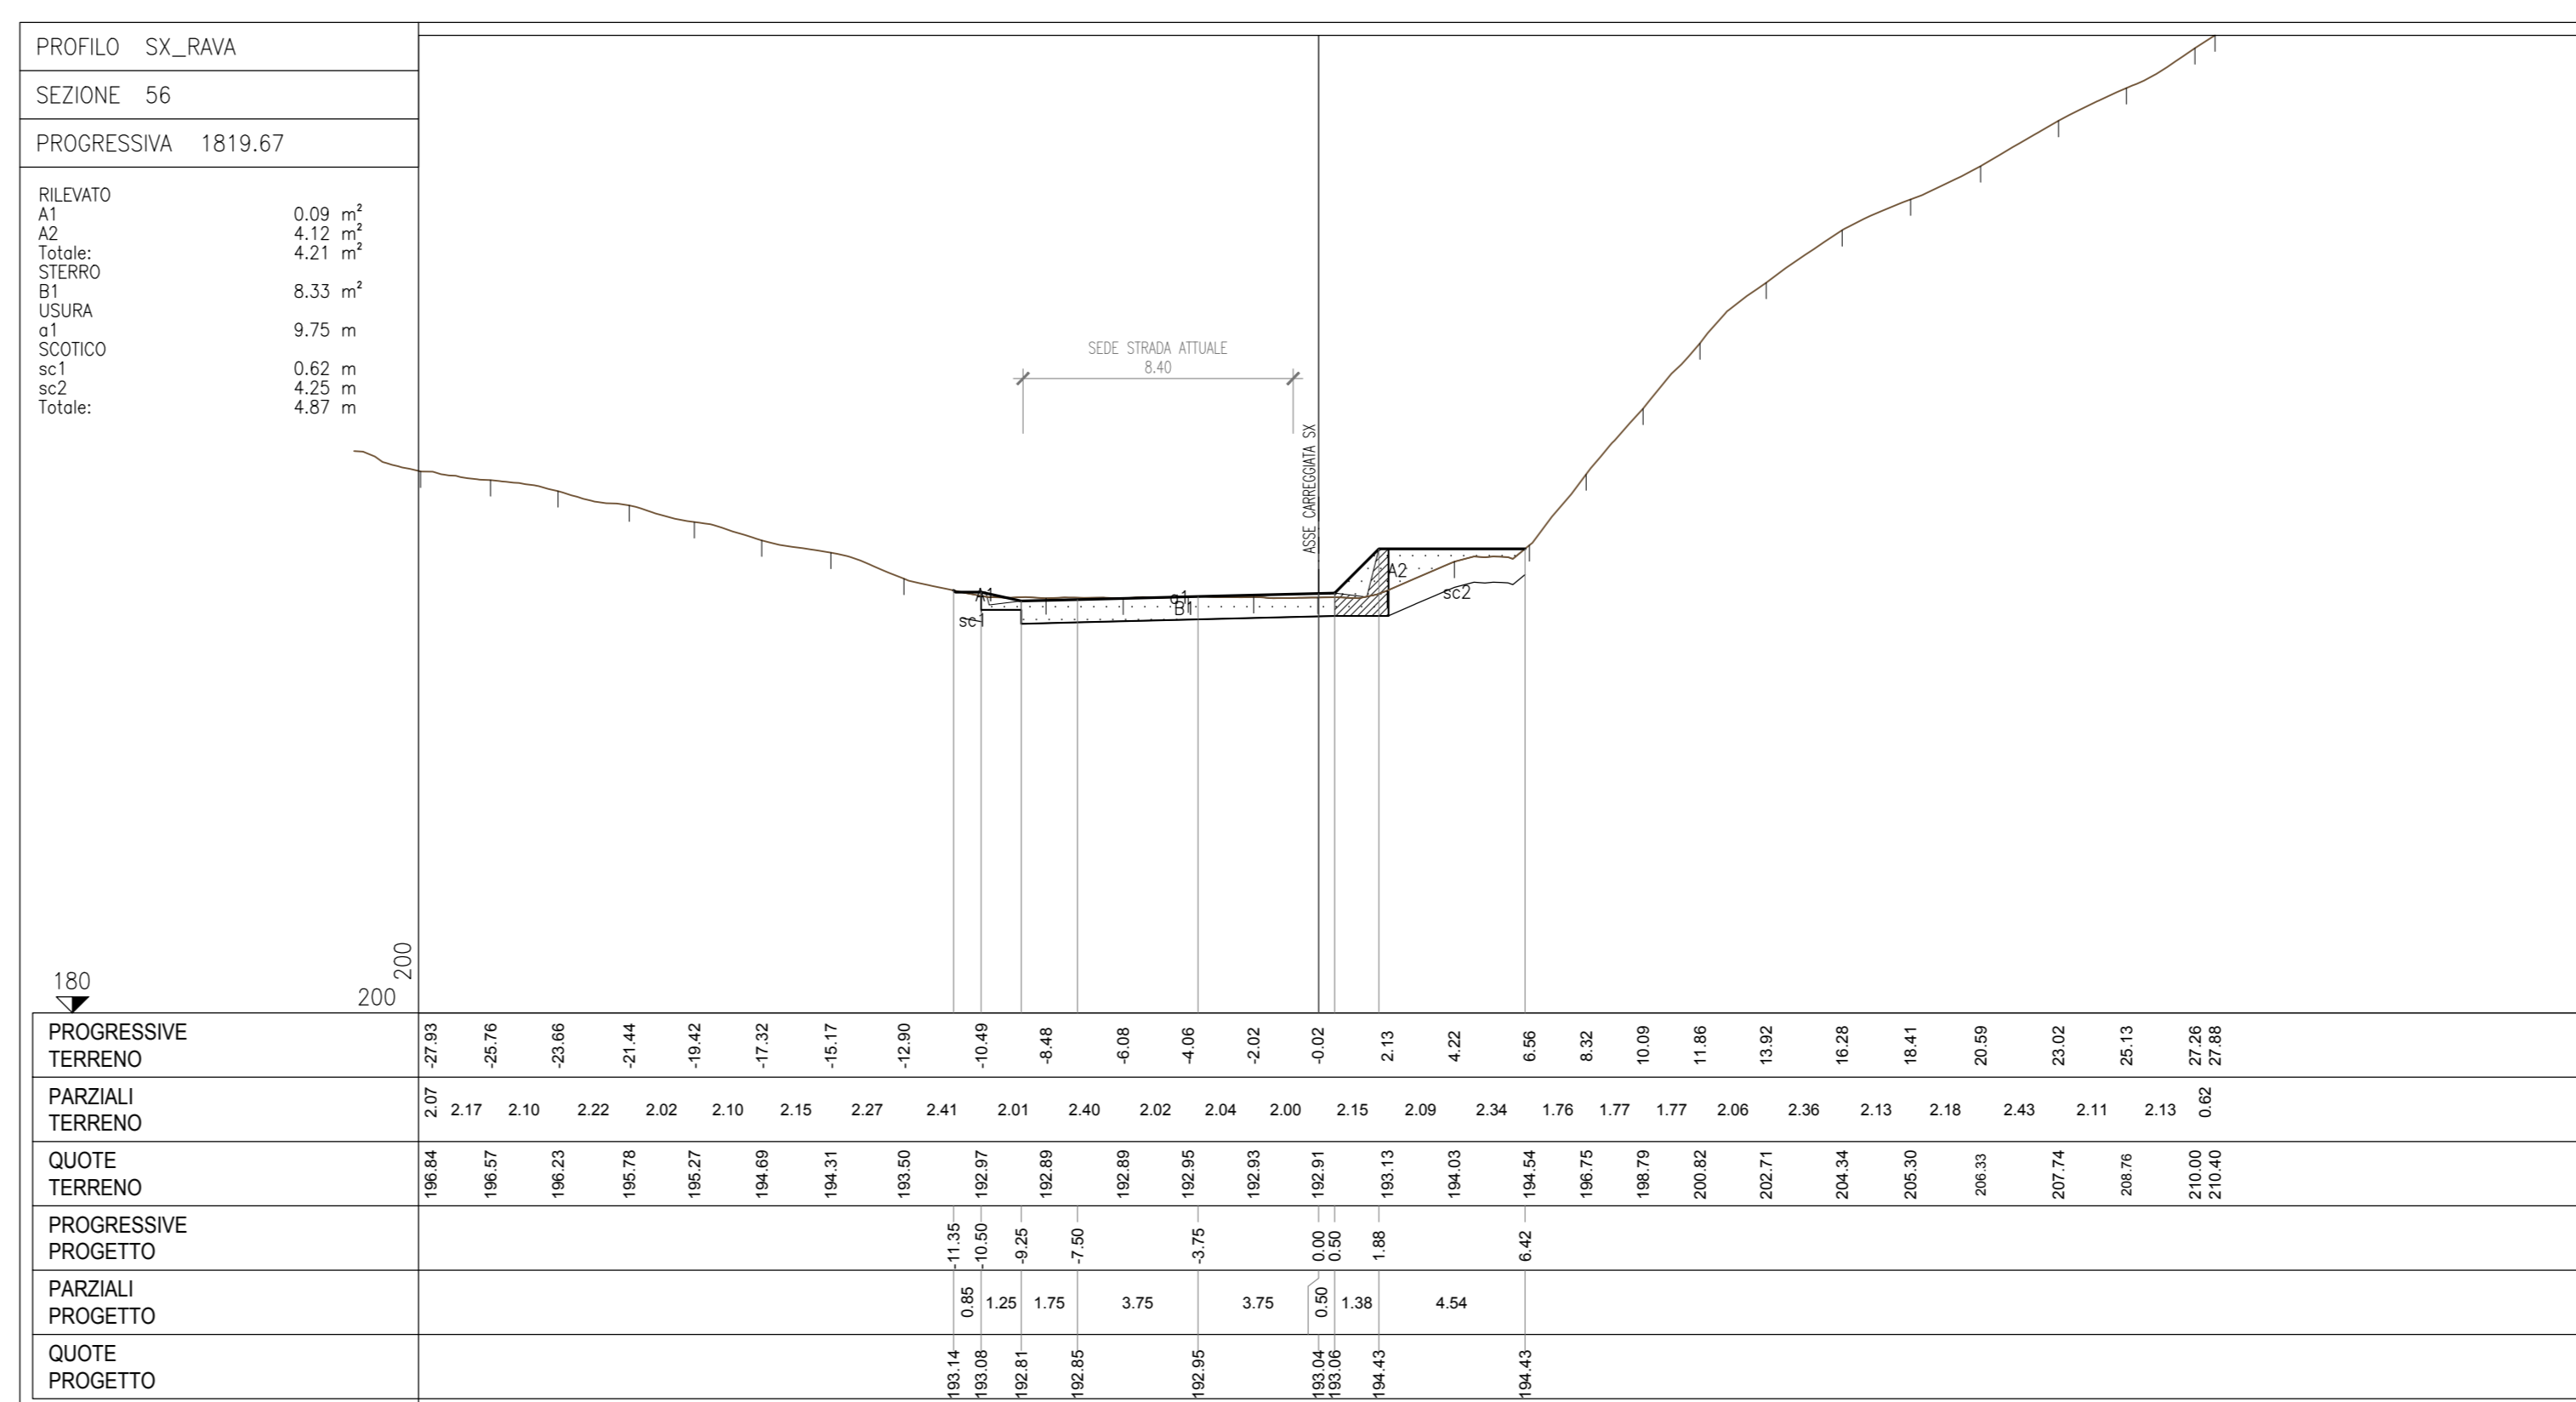 PROFILO SX_RAVA
SEZIONE 56
PROGRESSIVA 1819.67
RILEVATO
A1 0.09 m²
A2 4.12 m²
Totale: 4.21 m²
STERRO
B1 8.33 m²
USURA
a1 9.75 m
SCOTICO
sc1 0.62 m
sc2 4.25 m
Totale: 4.87 m
SEDE STRADA ATTUALE
8.40
ASSE CARREGGIATA SX
A1
a1
B1
sc1
A2
sc2
180
200
200
PROGRESSIVE TERRENO
-27.93 -25.76 -23.66 -21.44 -19.42 -17.32 -15.17 -12.90 -10.49 -8.48 -6.08 -4.06 -2.02 -0.02 2.13 4.22 6.56 8.32 10.09 11.86 13.92 16.28 18.41 20.59 23.02 25.13 27.26 27.88
PARZIALI TERRENO
2.07 2.17 2.10 2.22 2.02 2.10 2.15 2.27 2.41 2.01 2.40 2.02 2.04 2.00 2.15 2.09 2.34 1.76 1.77 1.77 2.06 2.36 2.13 2.18 2.43 2.11 2.13 0.62
QUOTE TERRENO
196.84 196.57 196.23 195.78 195.27 194.69 194.31 193.50 192.97 192.89 192.89 192.95 192.93 192.91 193.13 194.03 194.54 196.75 198.79 200.82 202.71 204.34 205.30 206.33 207.74 208.76 210.00 210.40
PROGRESSIVE PROGETTO
-11.35 -10.50 -9.25 -7.50 -3.75 0.00 0.50 1.88 6.42
PARZIALI PROGETTO
0.85 1.25 1.75 3.75 3.75 0.50 1.38 4.54
QUOTE PROGETTO
193.14 193.08 192.81 192.85 192.95 193.04 193.06 194.43 194.43